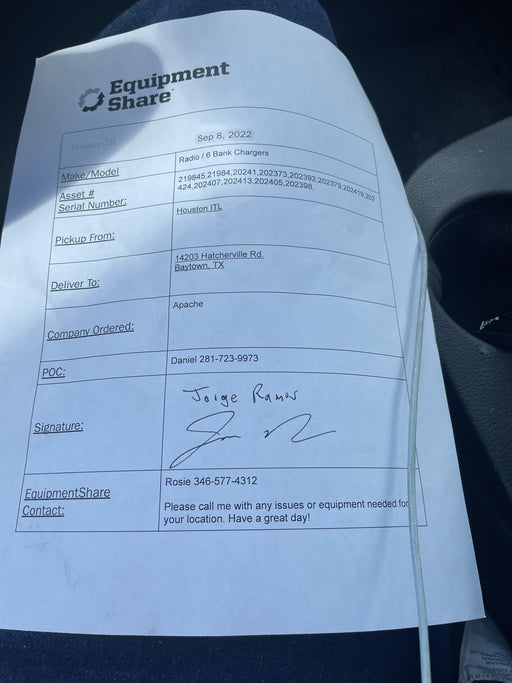 Equipment
Share
Houston ITL
Sep 8, 2022
Make/Model
Radio / 6 Bank Chargers
Asset #
Serial Number:
219845,21984,20241,202373,202392,202379,202419,202
424,202407,202413,202405,202398,
Pickup From:
Houston ITL
Deliver To:
14203 Hatcherville Rd.
Baytown, TX
Company Ordered:
Apache
POC:
Daniel 281-723-9973
Signature:
Jorge Ramos
EquipmentShare
Contact:
Rosie 346-577-4312
Please call me with any issues or equipment needed for
your location. Have a great day!